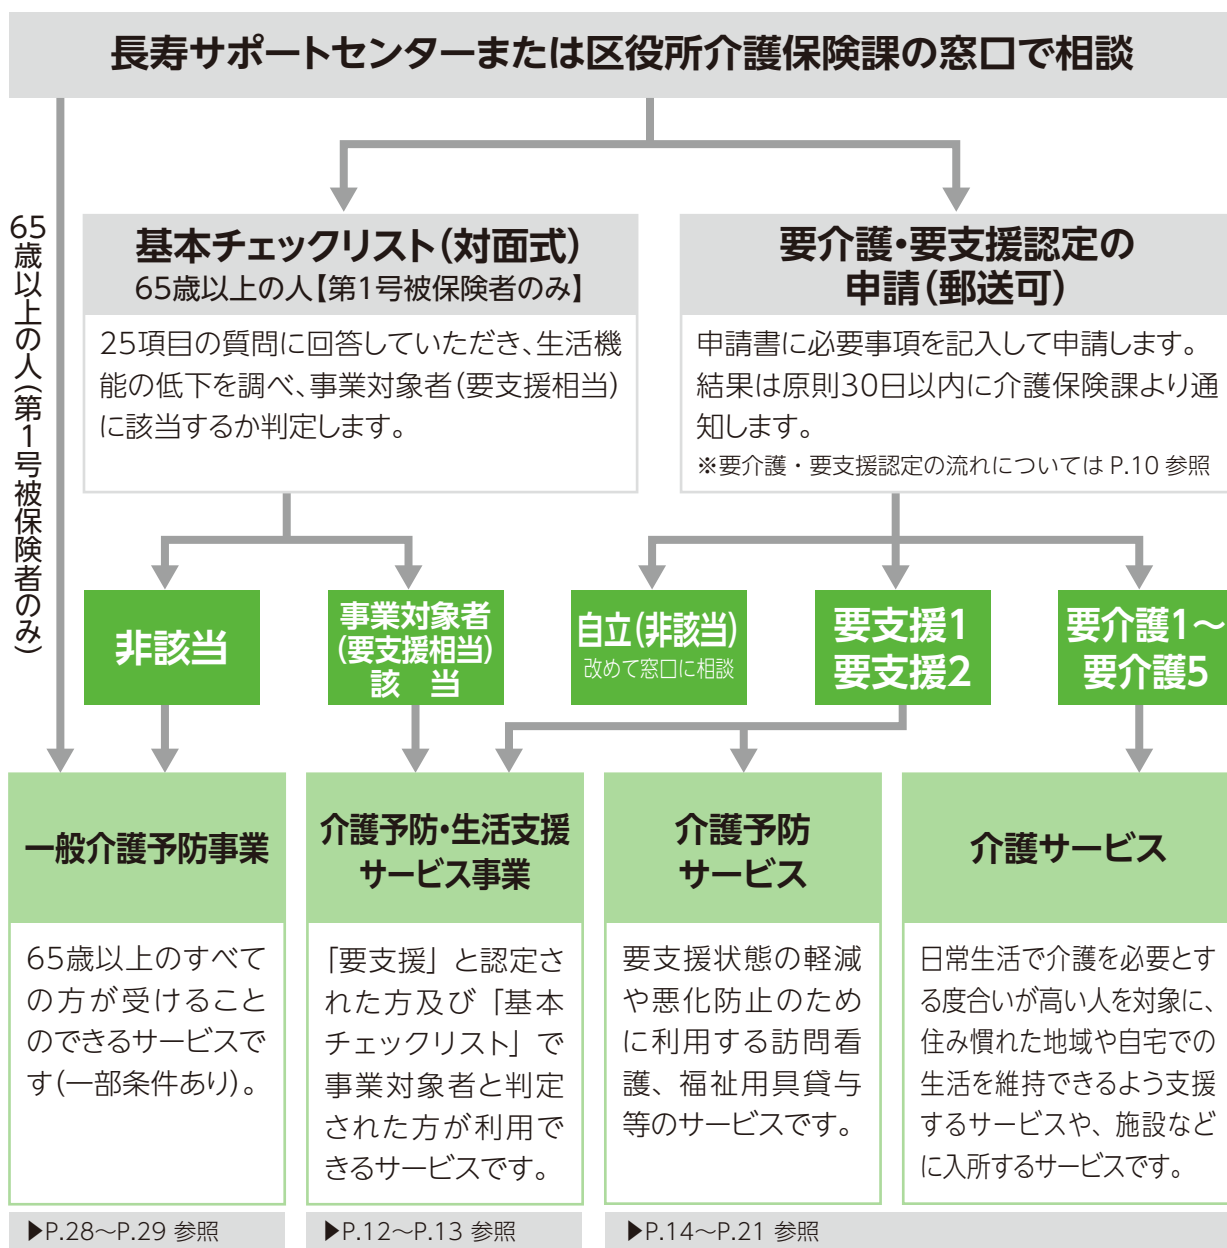 長寿サポートセンターまたは区役所介護保険課の窓口で相談
65歳以上の人(第1号被保険者のみ)
基本チェックリスト(対面式)
65歳以上の人【第1号被保険者のみ】
25項目の質問に回答していただき、生活機
能の低下を調べ、事業対象者(要支援相当)
に該当するか判定します。
要介護・要支援認定の
申請(郵送可)
申請書に必要事項を記入して申請します。
結果は原則30日以内に介護保険課より通
知します。
※要介護・要支援認定の流れについては P.10 参照
非該当
事業対象者
(要支援相当)
該　当
自立(非該当)
改めて窓口に相談
要支援1
要支援2
要介護1〜
要介護5
一般介護予防事業
65歳以上のすべて
の方が受けること
のできるサービスで
す(一部条件あり)。
▶P.28〜P.29 参照
介護予防・生活支援
サービス事業
「要支援」と認定さ
れた方及び「基本
チェックリスト」で
事業対象者と判定
された方が利用で
きるサービスです。
▶P.12〜P.13 参照
介護予防
サービス
要支援状態の軽減
や悪化防止のため
に利用する訪問看
護、福祉用具貸与
等のサービスです。
介護サービス
日常生活で介護を必要とす
る度合いが高い人を対象に、
住み慣れた地域や自宅での
生活を維持できるよう支援
するサービスや、施設など
に入所するサービスです。
▶P.14〜P.21 参照